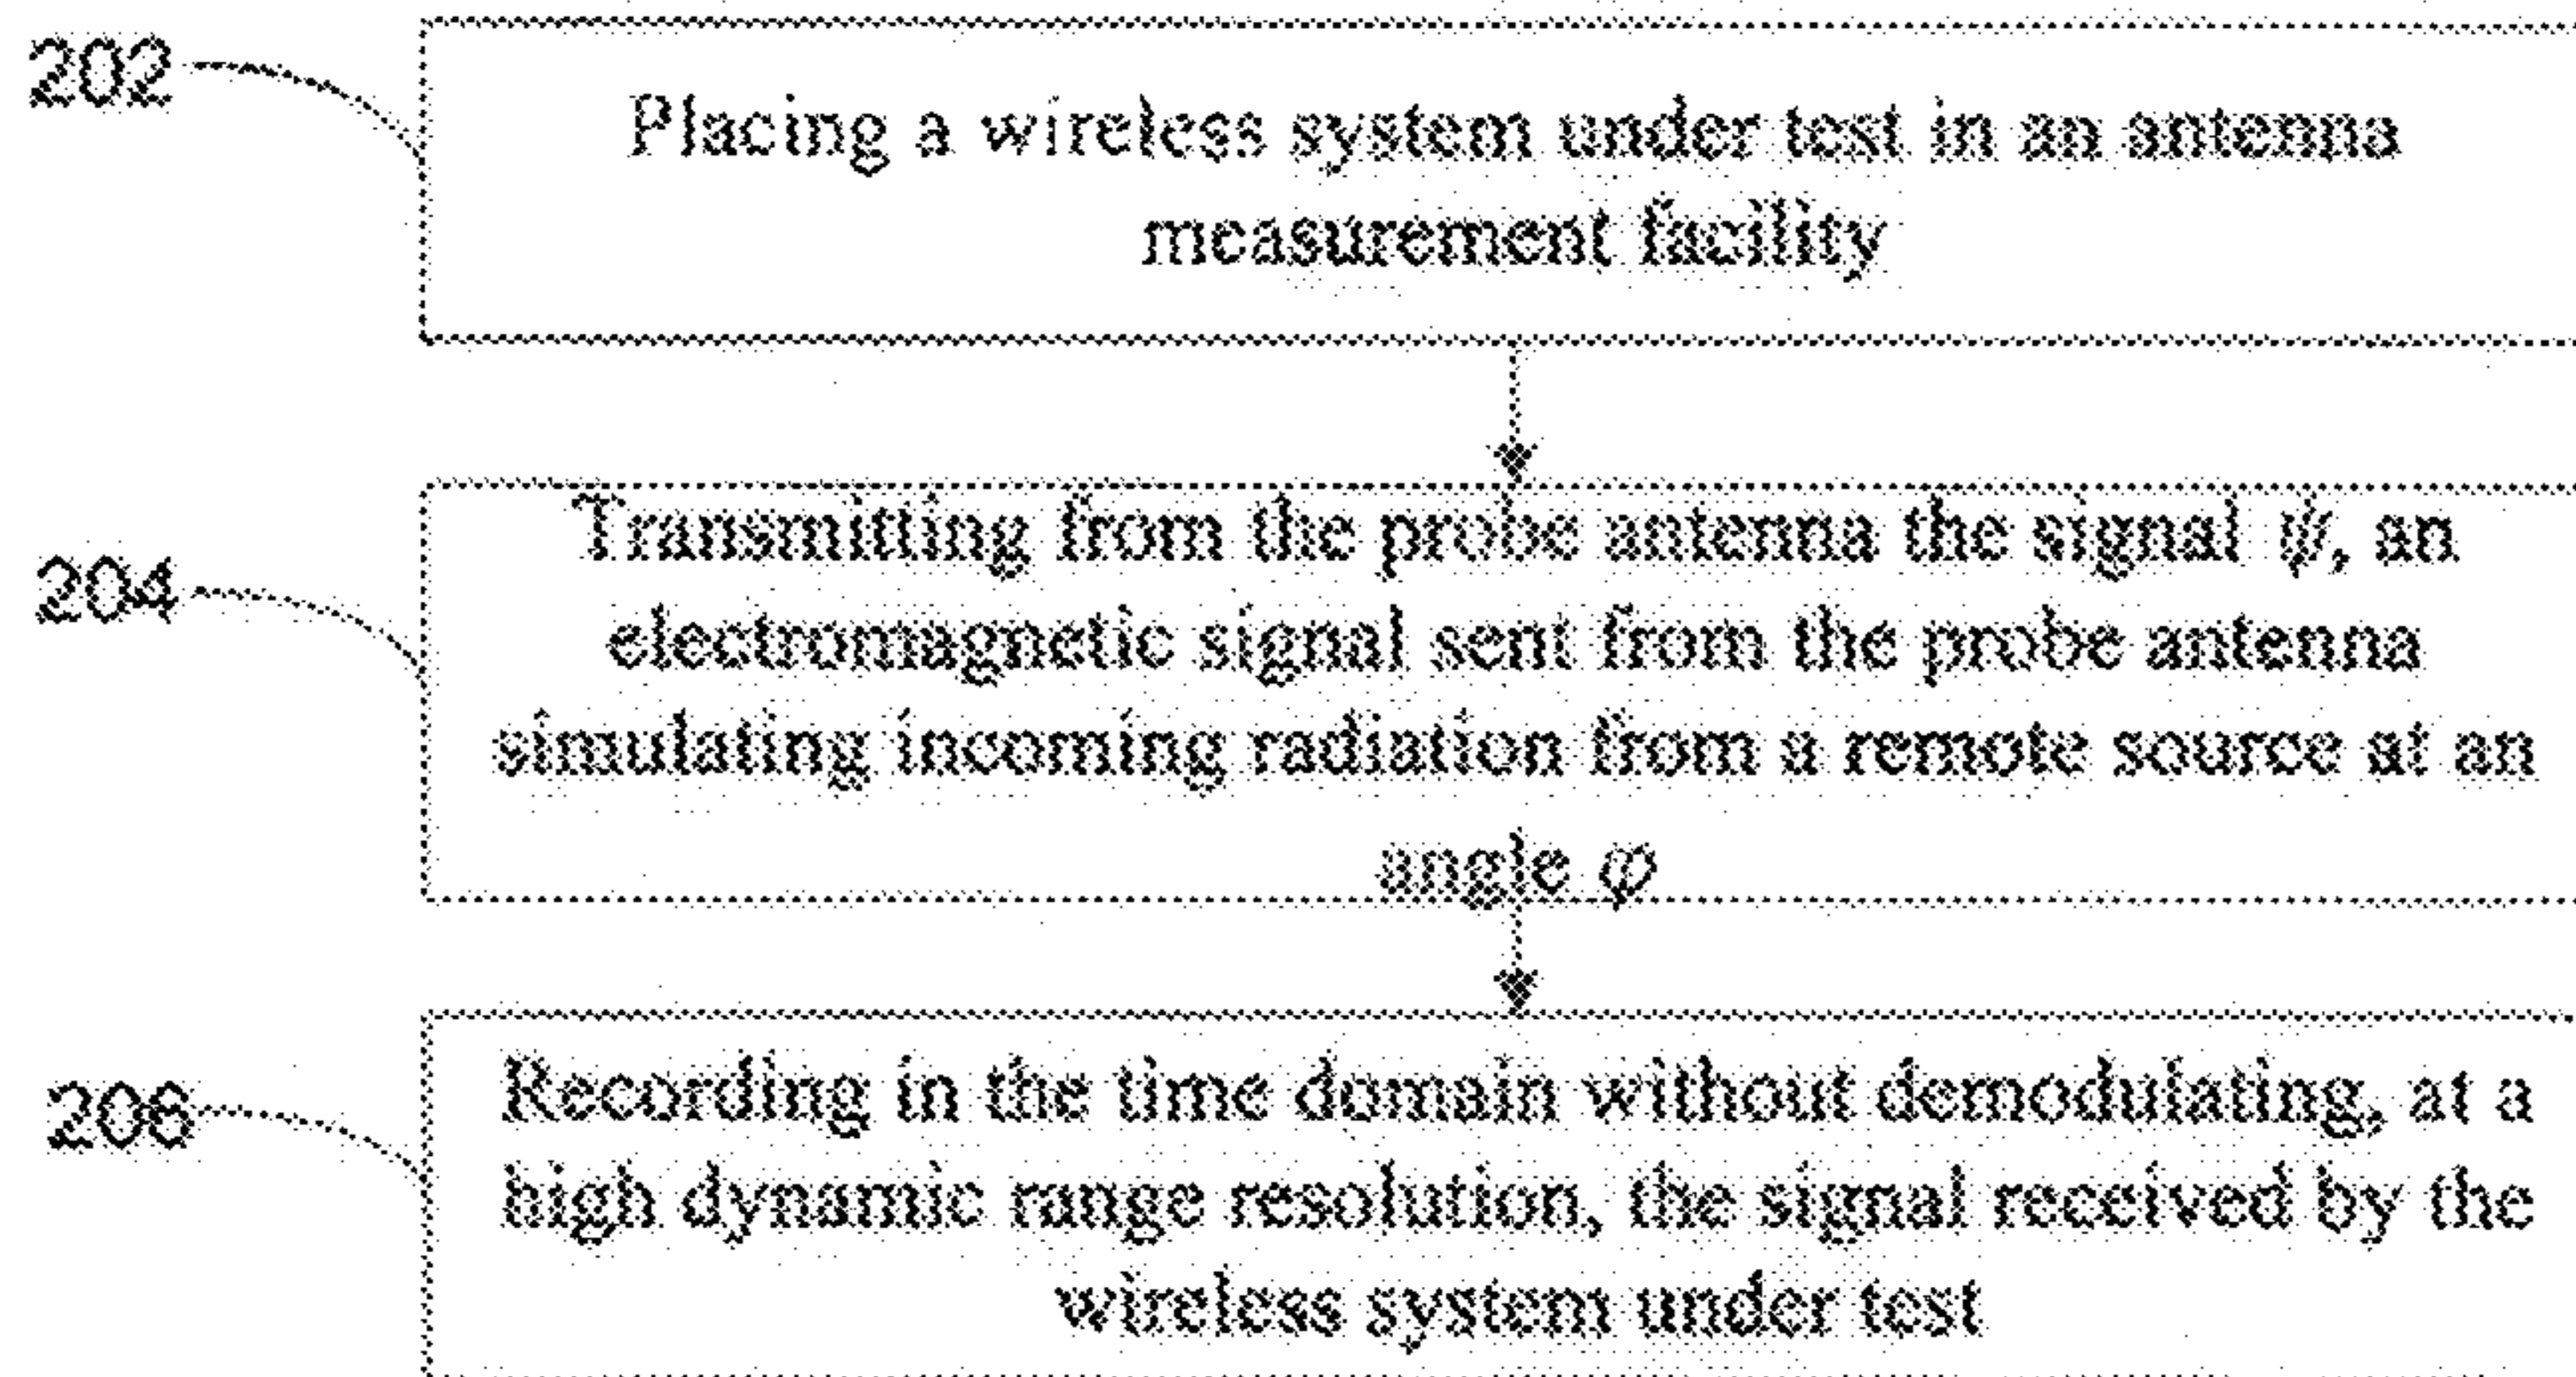 202
Placing a wireless system under test in an antenna
measurement facility
204
Transmitting from the probe antenna the signal ψ, an
electromagnetic signal sent from the probe antenna
simulating incoming radiation from a remote source at an
angle φ
206
Recording in the time domain without demodulating, at a
high dynamic range resolution, the signal received by the
wireless system under test